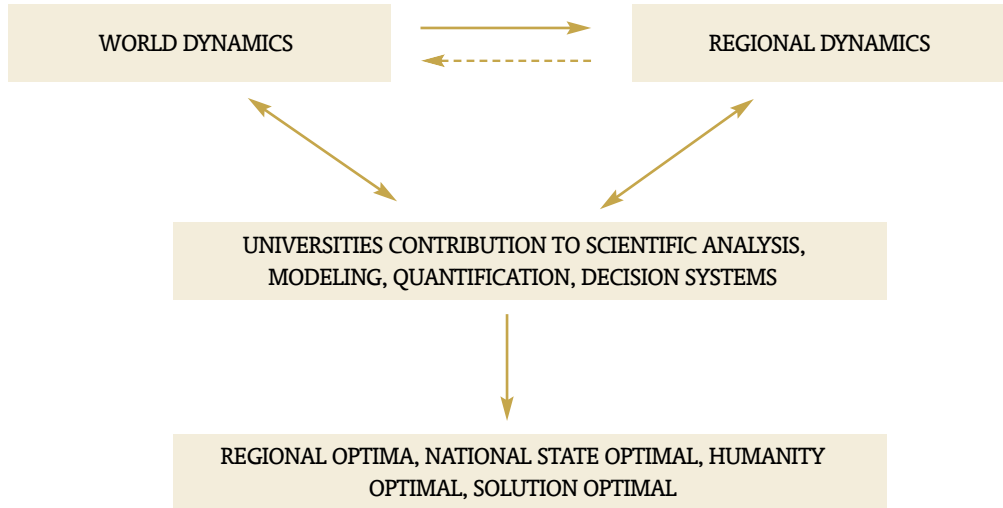 WORLD DYNAMICS
REGIONAL DYNAMICS
UNIVERSITIES CONTRIBUTION TO SCIENTIFIC ANALYSIS,
MODELING, QUANTIFICATION, DECISION SYSTEMS
REGIONAL OPTIMA, NATIONAL STATE OPTIMAL, HUMANITY
OPTIMAL, SOLUTION OPTIMAL